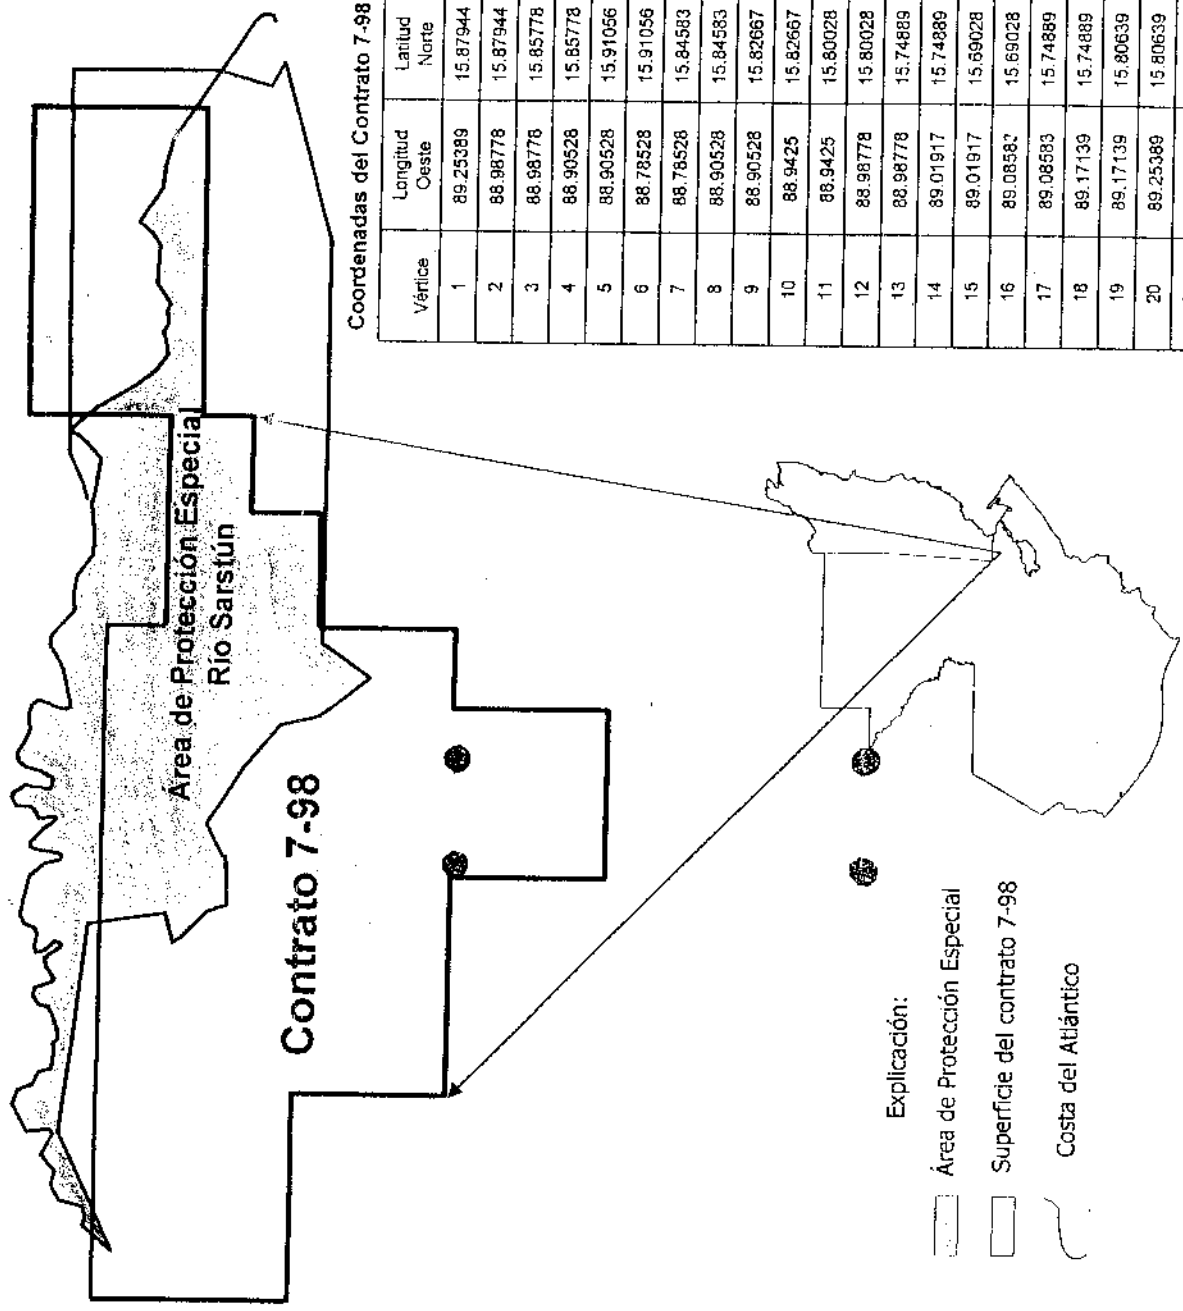 Área de Protección Especial
Río Sarstún
Contrato 7-98
Coordenadas del Contrato 7-98
Vértice Longitud Oeste Latitud Norte
1 89.25389 15.87944
2 88.98778 15.87944
3 88.98778 15.85778
4 88.90528 15.85778
5 88.90528 15.91056
6 88.78528 15.91056
7 88.78528 15.84583
8 88.90528 15.84583
9 88.90528 15.82667
10 88.9425 15.82667
11 88.9425 15.80028
12 88.98778 15.80028
13 88.98778 15.74889
14 89.01917 15.74889
15 89.01917 15.69028
16 89.08583 15.69028
17 89.08583 15.74889
18 89.17139 15.74889
19 89.17139 15.80639
20 89.25389 15.80639
Explicación:
Área de Protección Especial
Superficie del contrato 7-98
Costa del Atlántico